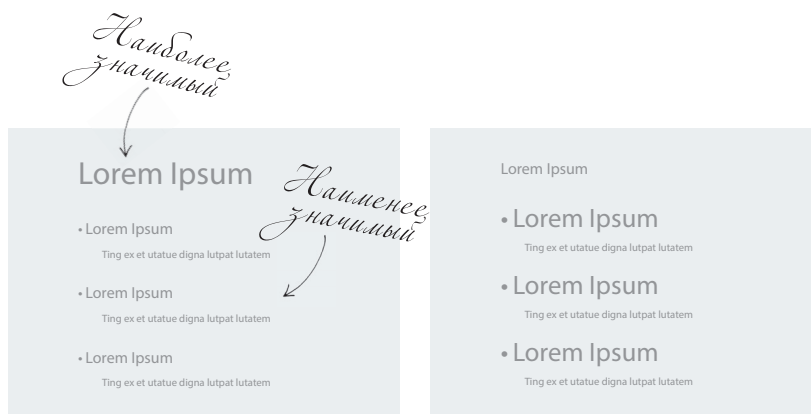 Наиболее
значимый
Lorem Ipsum
• Lorem Ipsum
Ting ex et utatue digna lutpat lutatem
• Lorem Ipsum
Ting ex et utatue digna lutpat lutatem
• Lorem Ipsum
Ting ex et utatue digna lutpat lutatem
Наименее
значимый
Lorem Ipsum
• Lorem Ipsum
Ting ex et utatue digna lutpat lutatem
• Lorem Ipsum
Ting ex et utatue digna lutpat lutatem
• Lorem Ipsum
Ting ex et utatue digna lutpat lutatem